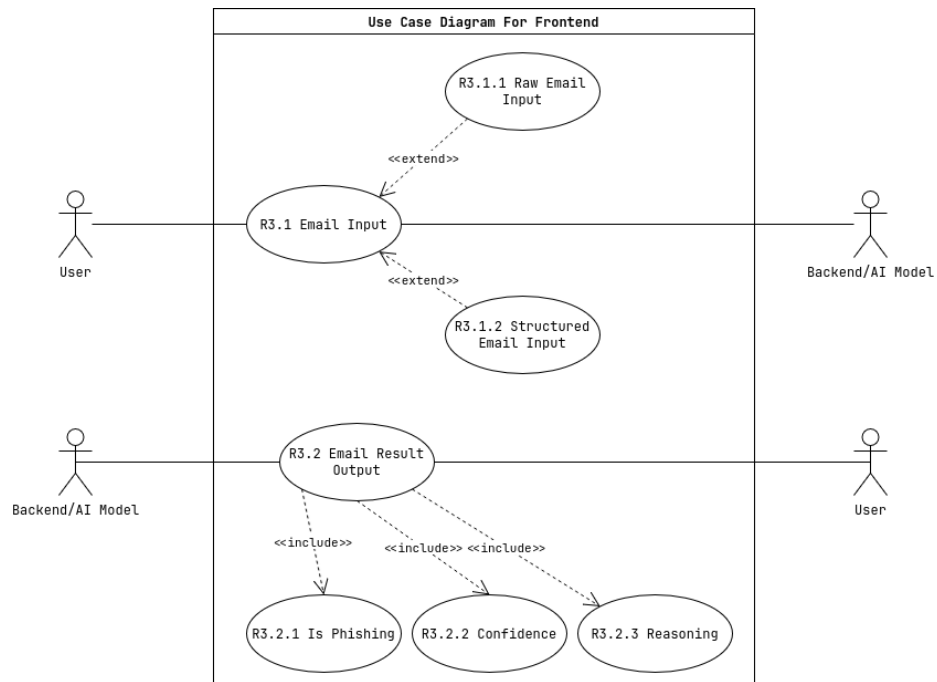 Use Case Diagram For Frontend
R3.1.1 Raw Email
Input
<<extend>>
R3.1 Email Input
User
Backend/AI Model
<<extend>>
R3.1.2 Structured
Email Input
R3.2 Email Result
Output
Backend/AI Model
User
<<include>>
<<include>>
<<include>>
R3.2.1 Is Phishing
R3.2.2 Confidence
R3.2.3 Reasoning